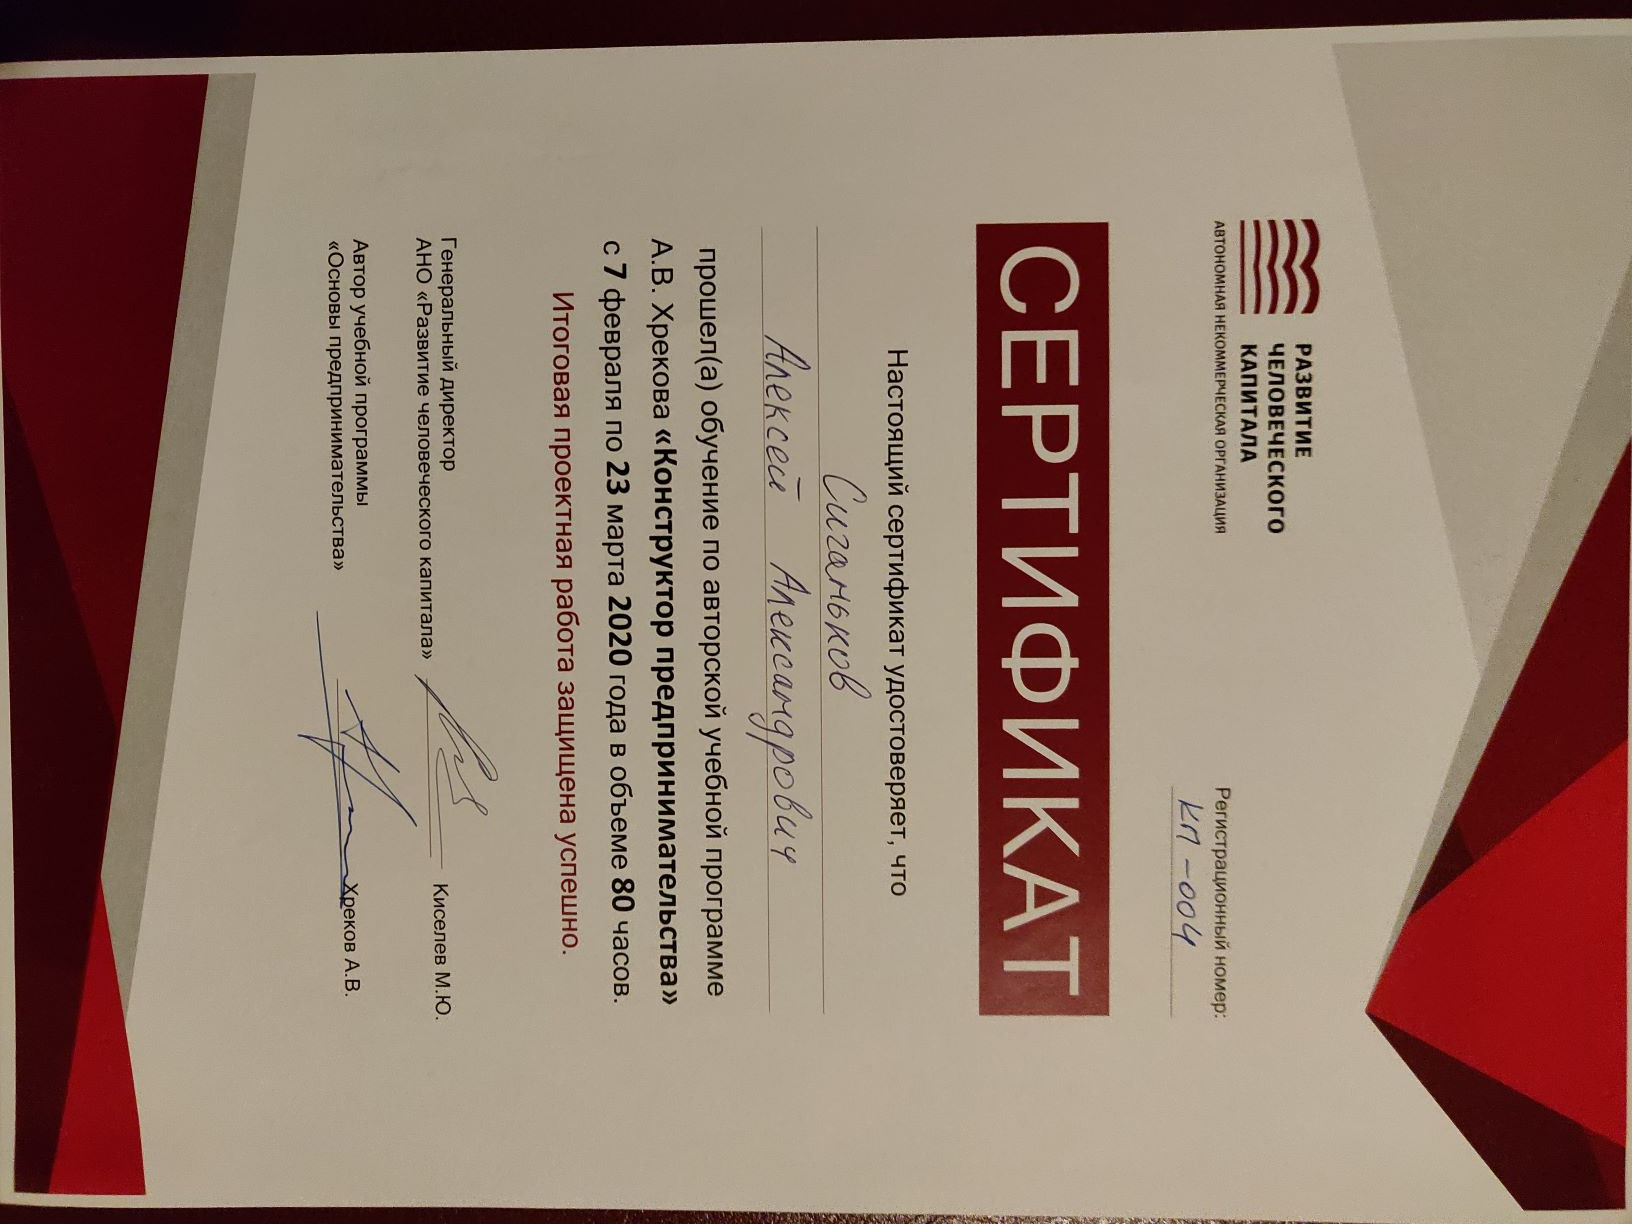 РАЗВИТИЕ
ЧЕЛОВЕЧЕСКОГО
КАПИТАЛА
АВТОНОМНАЯ НЕКОММЕРЧЕСКАЯ ОРГАНИЗАЦИЯ
Регистрационный номер:
КП-004
СЕРТИФИКАТ
Настоящий сертификат удостоверяет, что
Сиганьков
Алексей Александрович
прошел(а) обучение по авторской учебной программе
А.В. Хрекова «Конструктор предпринимательства»
с 7 февраля по 23 марта 2020 года в объеме 80 часов.
Итоговая проектная работа защищена успешно.
Генеральный директор
АНО «Развитие человеческого капитала» Киселев М.Ю.
Автор учебной программы
«Основы предпринимательства» Хреков А.В.